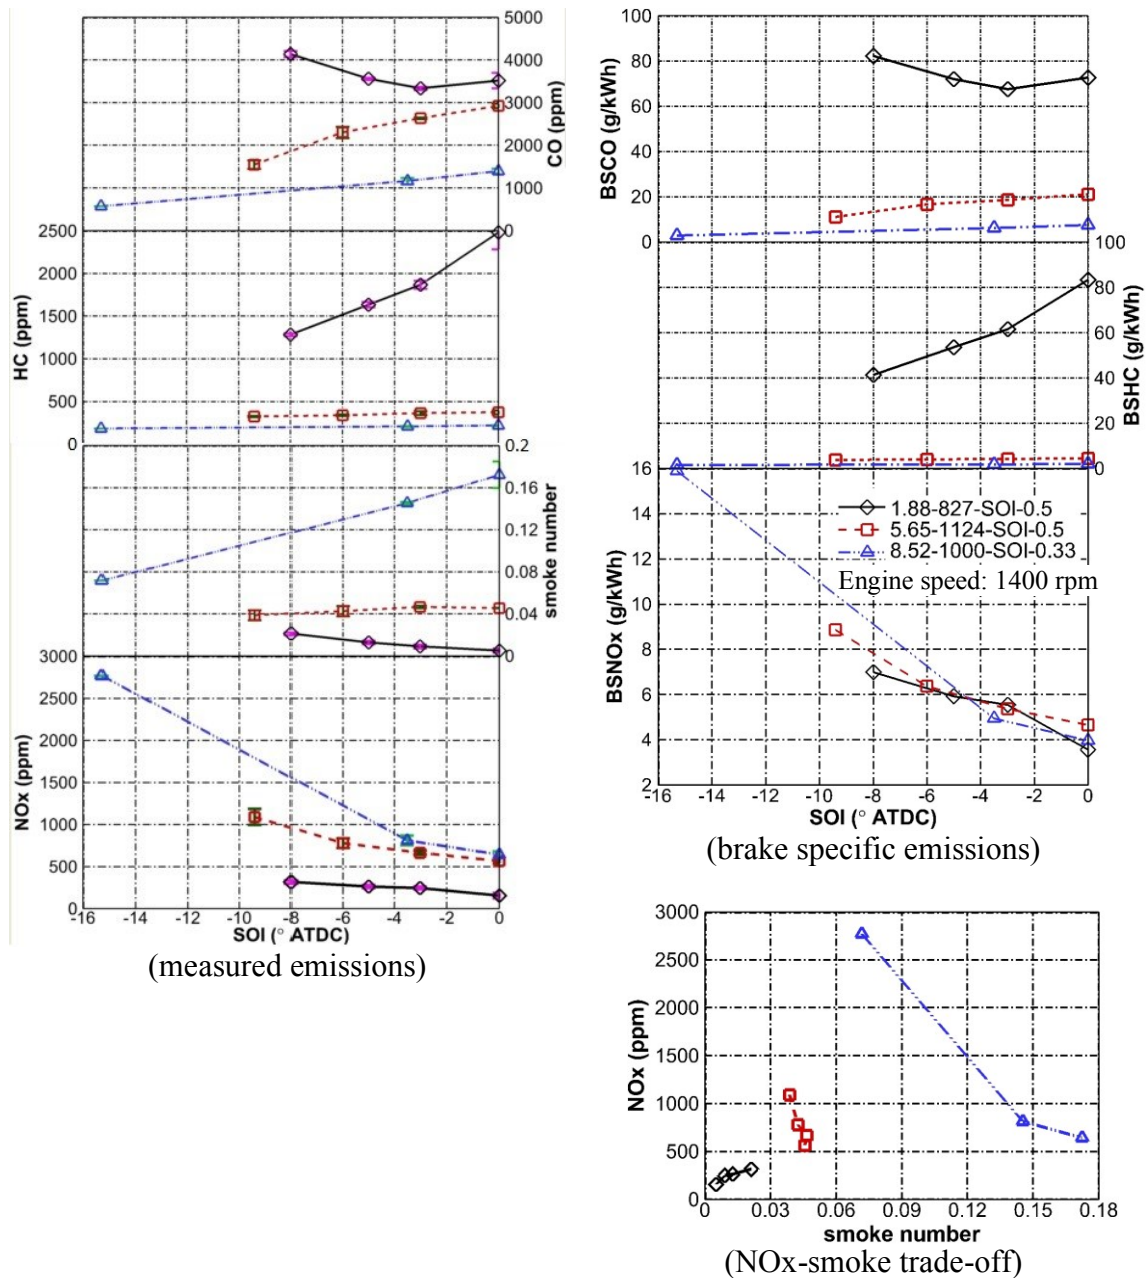 5000
4000
3000
2000
1000
0
CO (ppm)
2500
2000
1500
1000
500
0
HC (ppm)
0.2
0.16
0.12
0.08
0.04
0
smoke number
3000
2500
2000
1500
1000
500
0
NOx (ppm)
-16 -14 -12 -10 -8 -6 -4 -2 0
SOI (° ATDC)
(measured emissions)
100
80
60
40
20
0
BSCO (g/kWh)
100
80
60
40
20
0
BSHC (g/kWh)
16
14
12
10
8
6
4
2
BSNOx (g/kWh)
1.88-827-SOI-0.5
5.65-1124-SOI-0.5
8.52-1000-SOI-0.33
Engine speed: 1400 rpm
-16 -14 -12 -10 -8 -6 -4 -2 0
SOI (° ATDC)
(brake specific emissions)
3000
2500
2000
1500
1000
500
0
NOx (ppm)
0 0.03 0.06 0.09 0.12 0.15 0.18
smoke number
(NOx-smoke trade-off)